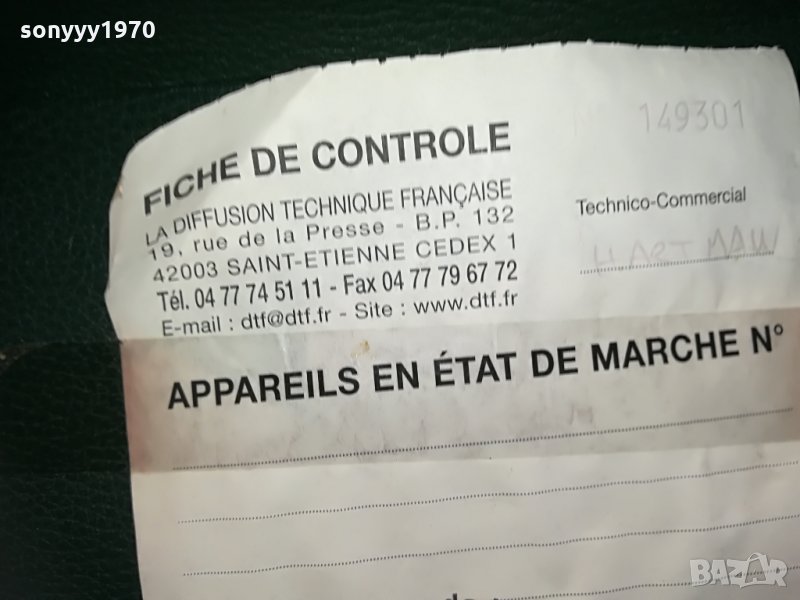 sonyyy1970
149301
FICHE DE CONTROLE
LA DIFFUSION TECHNIQUE FRANÇAISE
19, rue de la Presse - B.P. 132
42003 SAINT-ETIENNE CEDEX 1
Tél. 04 77 74 51 11 - Fax 04 77 79 67 72
E-mail : dtf@dtf.fr - Site : www.dtf.fr
Technico-Commercial
APPAREILS EN ÉTAT DE MARCHE N°
BAZAR